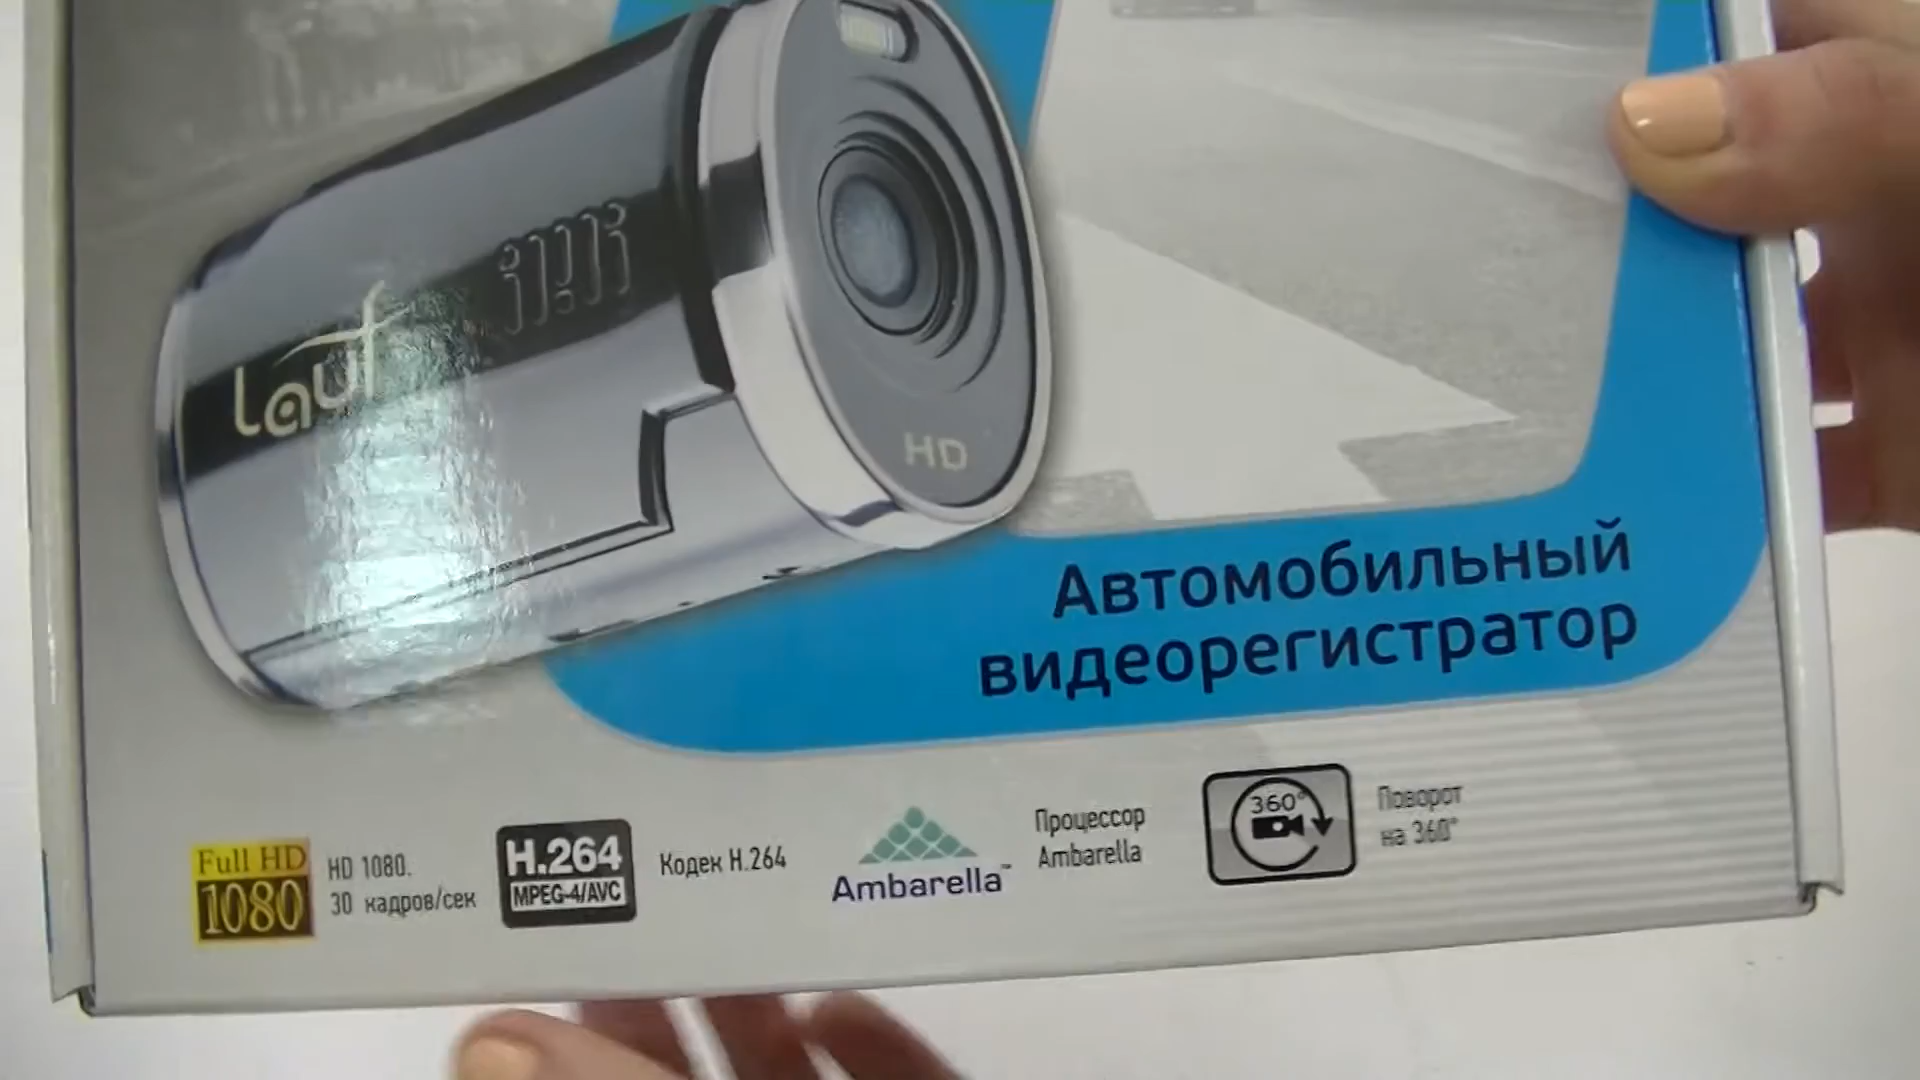 Lauf
HD
Автомобильный
видеорегистратор
Full HD
1080
HD 1080.
30 кадров/сек
H.264
MPEG-4/AVC
Кодек H.264
Ambarella™
Процессор
Ambarella
360°
Поворот
на 360°